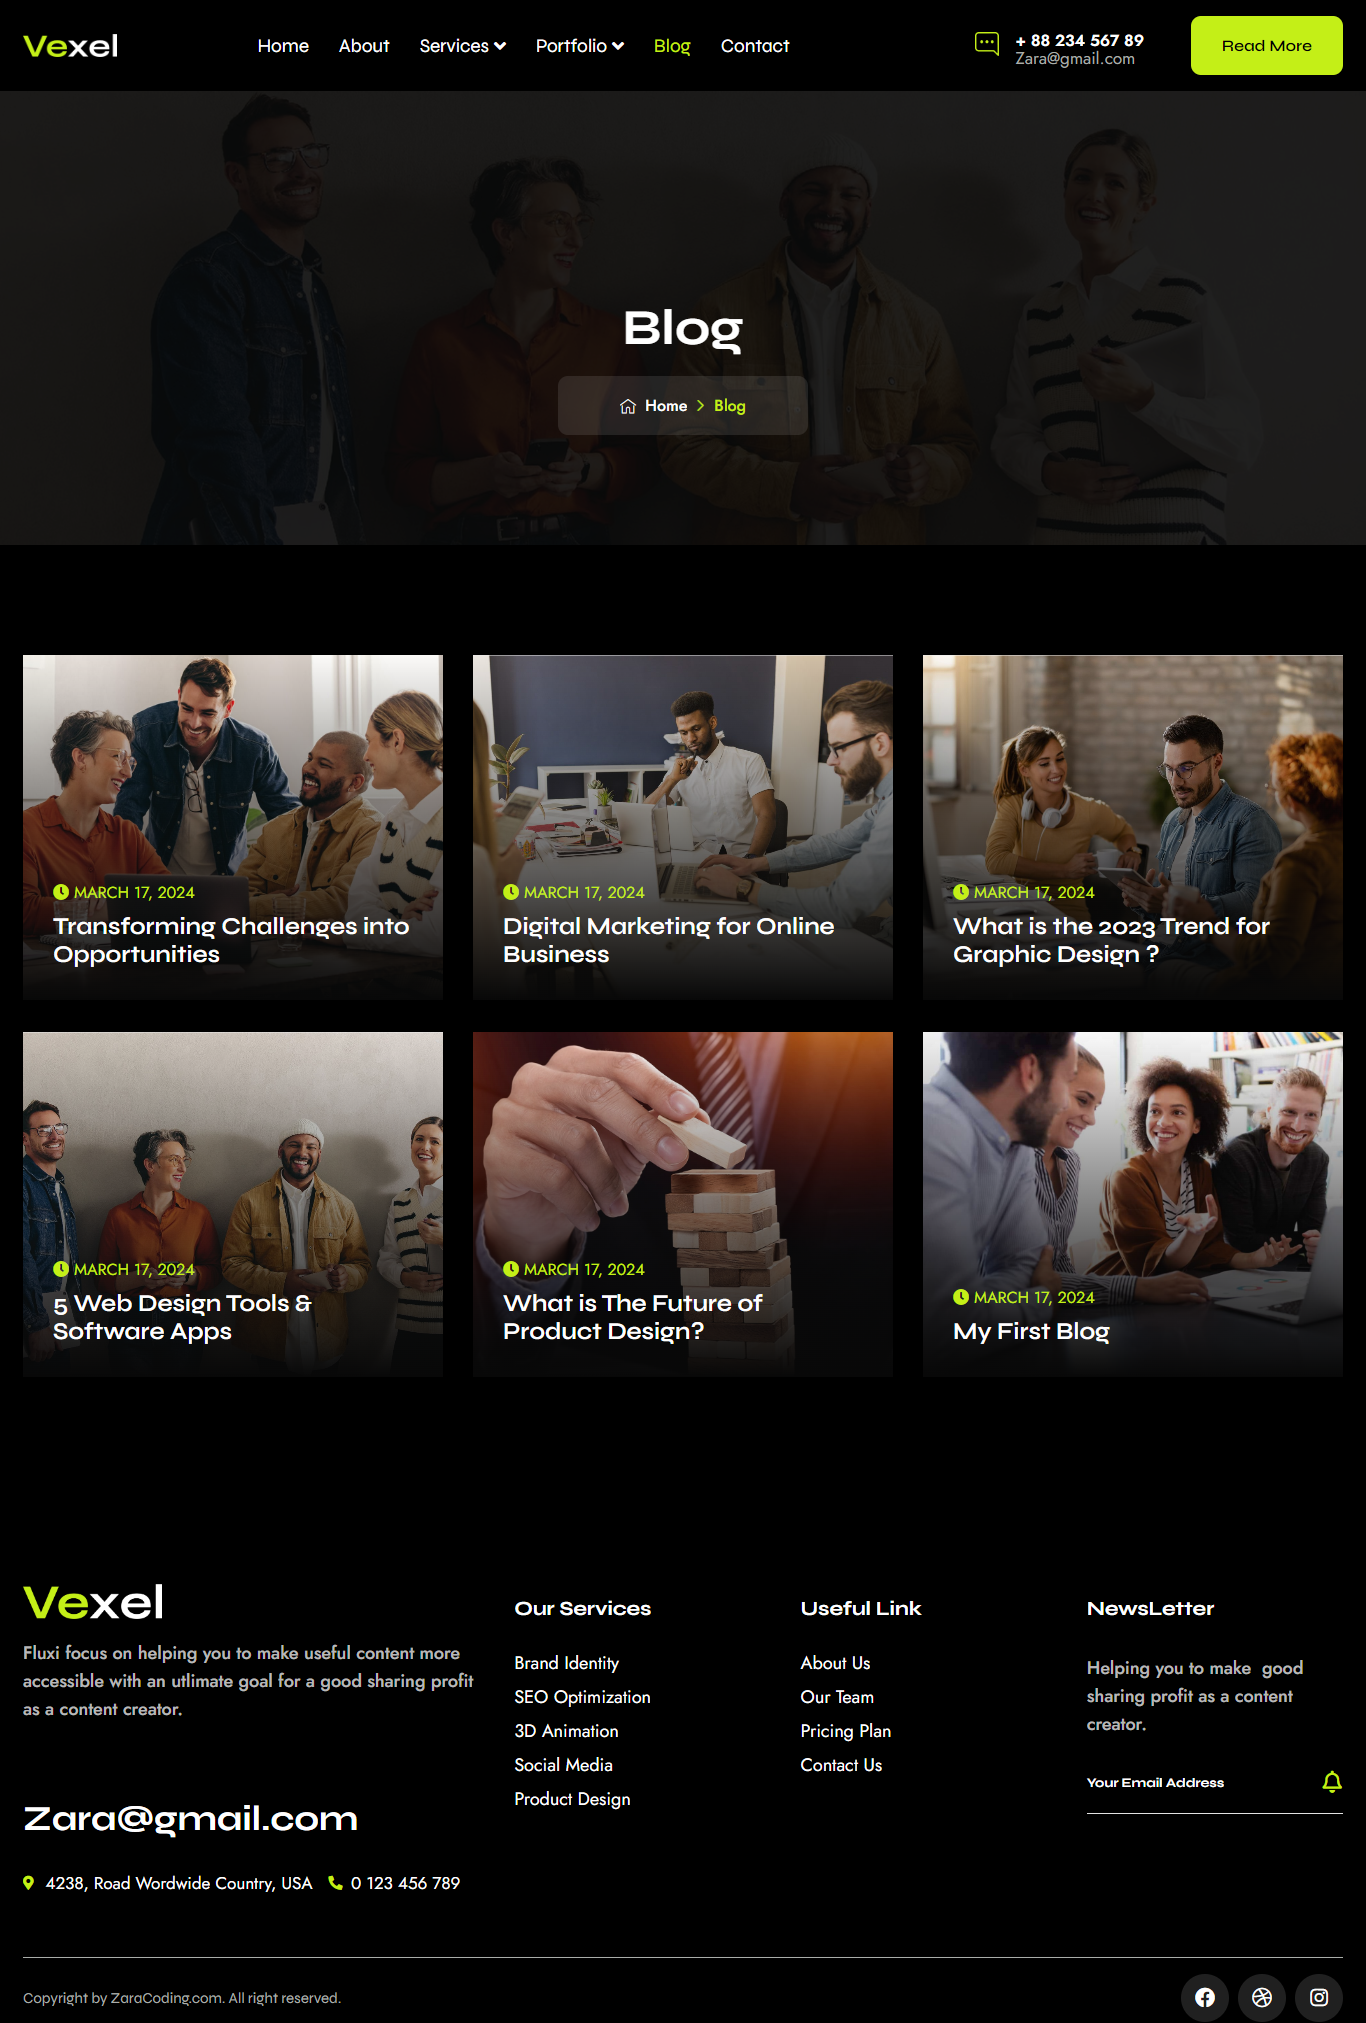 Vexel
Home About Services Portfolio Blog Contact
+ 88 234 567 89
Zara@gmail.com
Read More
Blog
Home > Blog
MARCH 17, 2024
Transforming Challenges into
Opportunities
MARCH 17, 2024
Digital Marketing for Online
Business
MARCH 17, 2024
What is the 2023 Trend for
Graphic Design ?
MARCH 17, 2024
5 Web Design Tools &
Software Apps
MARCH 17, 2024
What is The Future of
Product Design?
MARCH 17, 2024
My First Blog
Vexel
Fluxi focus on helping you to make useful content more
accessible with an utlimate goal for a good sharing profit
as a content creator.
Zara@gmail.com
4238, Road Wordwide Country, USA 0 123 456 789
Our Services
Brand Identity
SEO Optimization
3D Animation
Social Media
Product Design
Useful Link
About Us
Our Team
Pricing Plan
Contact Us
NewsLetter
Helping you to make good
sharing profit as a content
creator.
Your Email Address
Copyright by ZaraCoding.com. All right reserved.